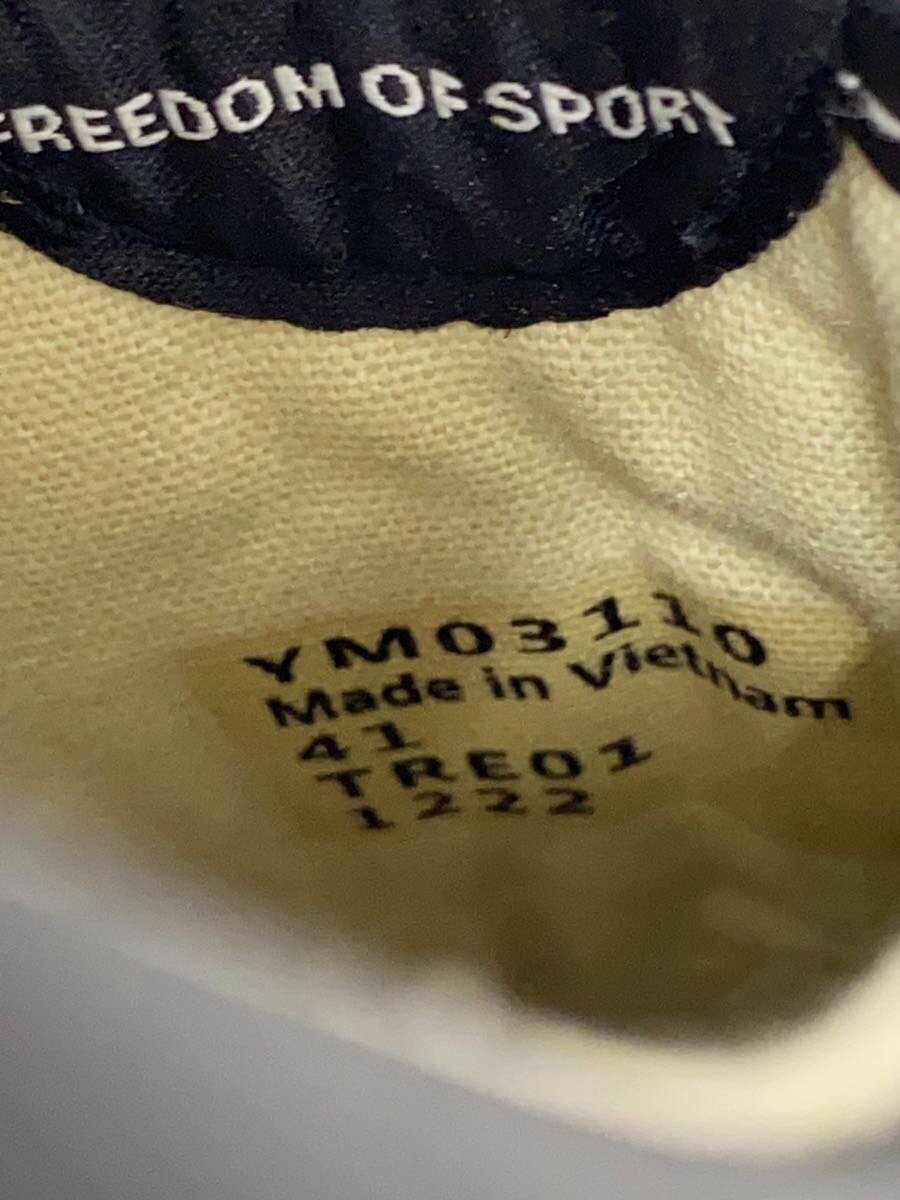 FREEDOM OF SPORT
YM03110
Made in Vietnam
41
TRE01
1222